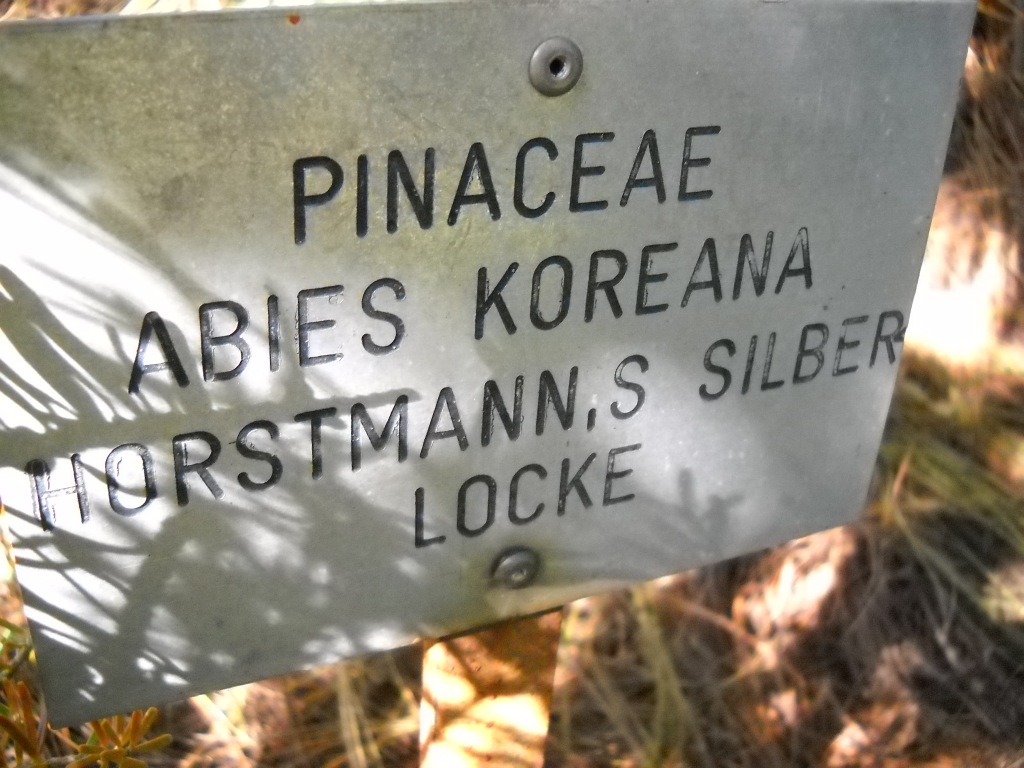 PINACEAE
ABIES KOREANA
HORSTMANN,S SILBER-
LOCKE